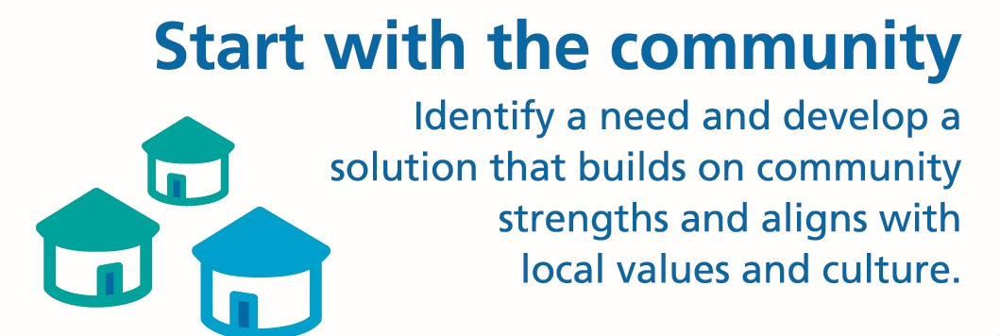 Start with the community
Identify a need and develop a
solution that builds on community
strengths and aligns with
local values and culture.